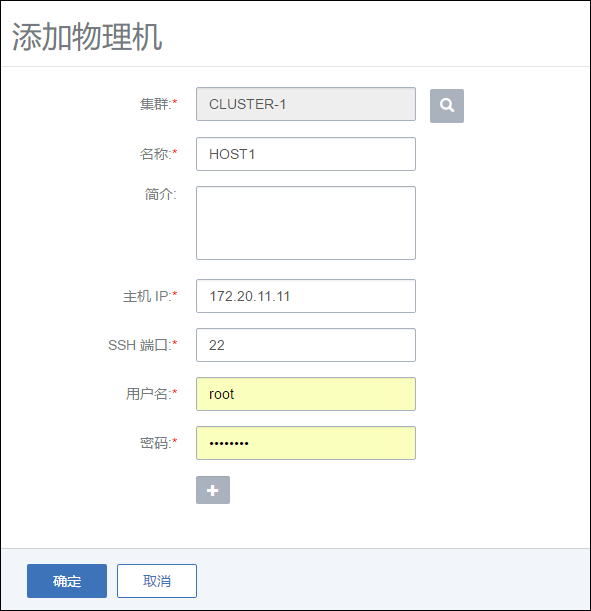 添加物理机
集群:* CLUSTER-1
名称:* HOST1
简介:
主机 IP:* 172.20.11.11
SSH 端口:* 22
用户名:* root
密码:* ••••••••
确定 取消